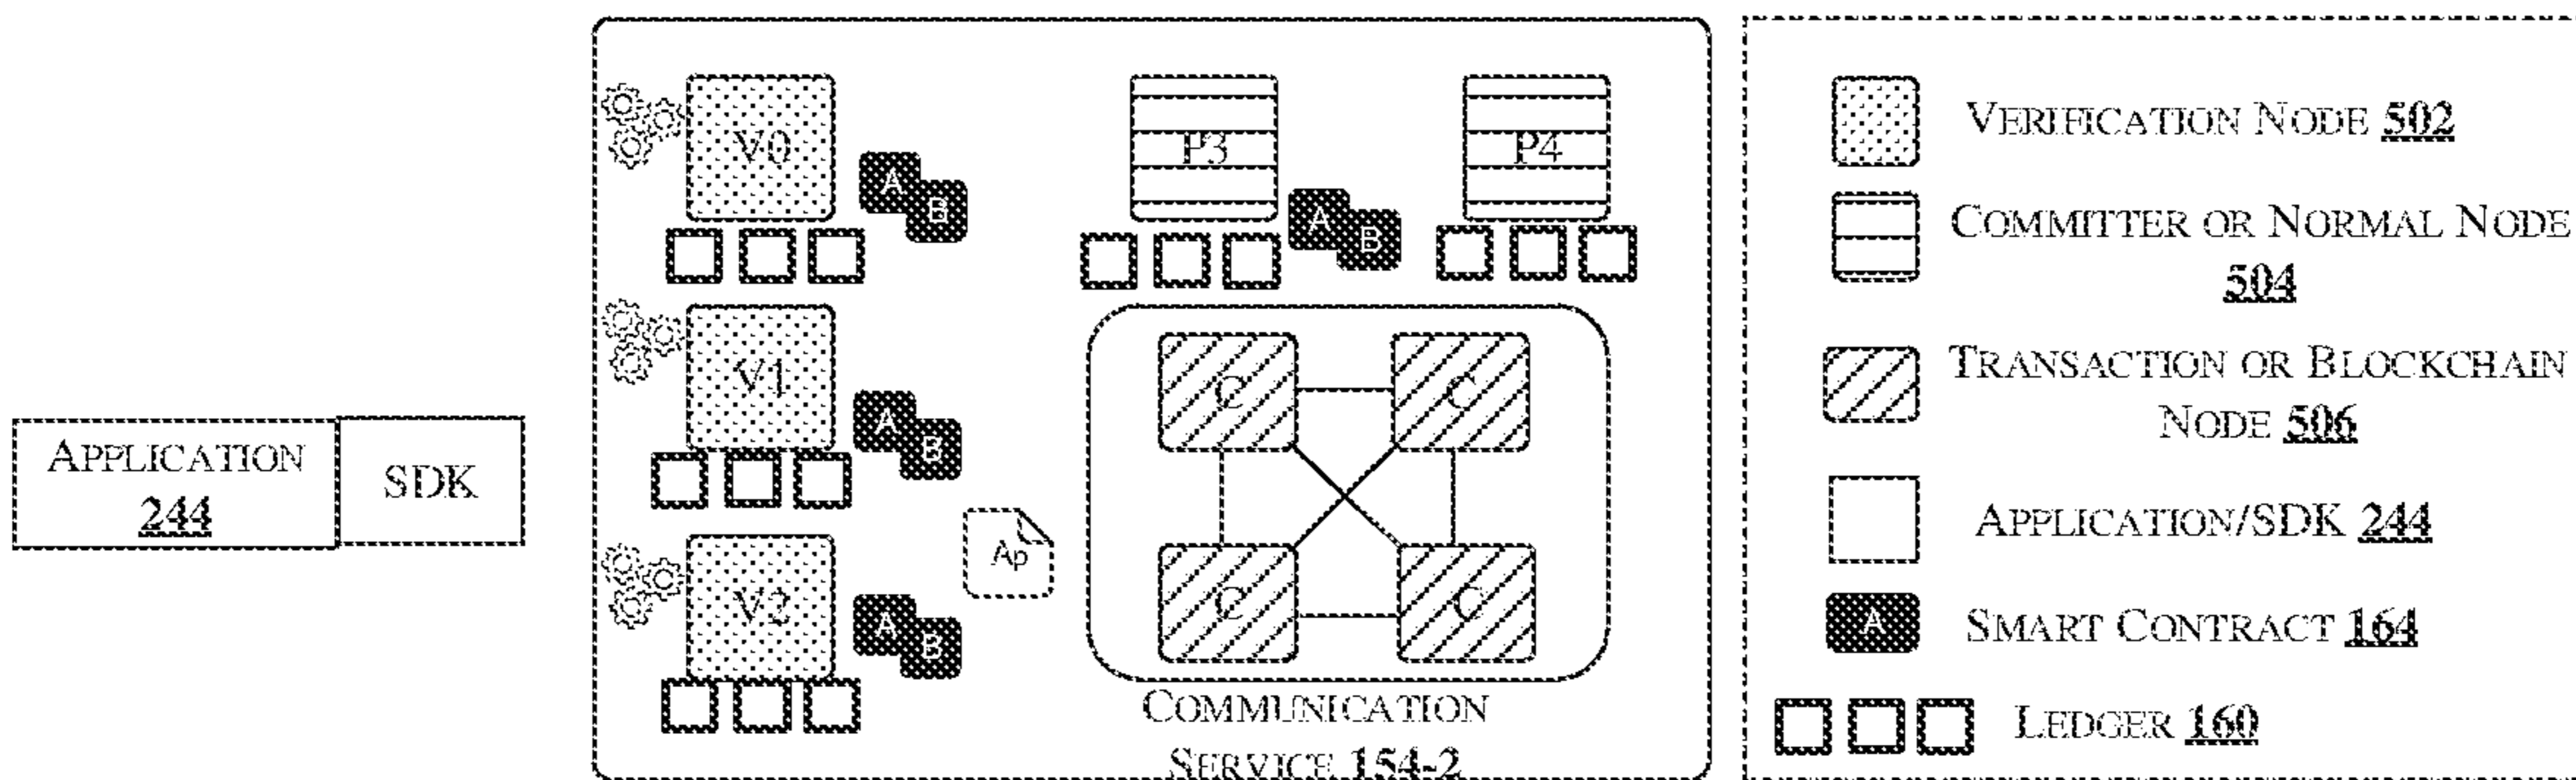 APPLICATION
244
SDK
V0
A
B
P3
A
B
P4
V1
A
B
V2
A
B
Ap
C
C
C
C
COMMUNICATION
SERVICE 154-2
VERIFICATION NODE 502
COMMITTER OR NORMAL NODE
504
TRANSACTION OR BLOCKCHAIN
NODE 506
APPLICATION/SDK 244
A
SMART CONTRACT 164
LEDGER 160